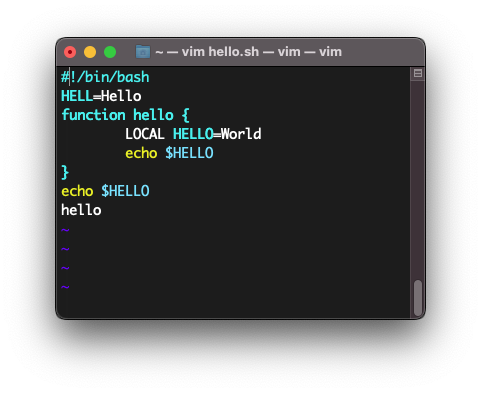 ~ — vim hello.sh — vim — vim
#!/bin/bash
HELL=Hello
function hello {
        LOCAL HELLO=World
        echo $HELLO
}
echo $HELLO
hello
~
~
~
~